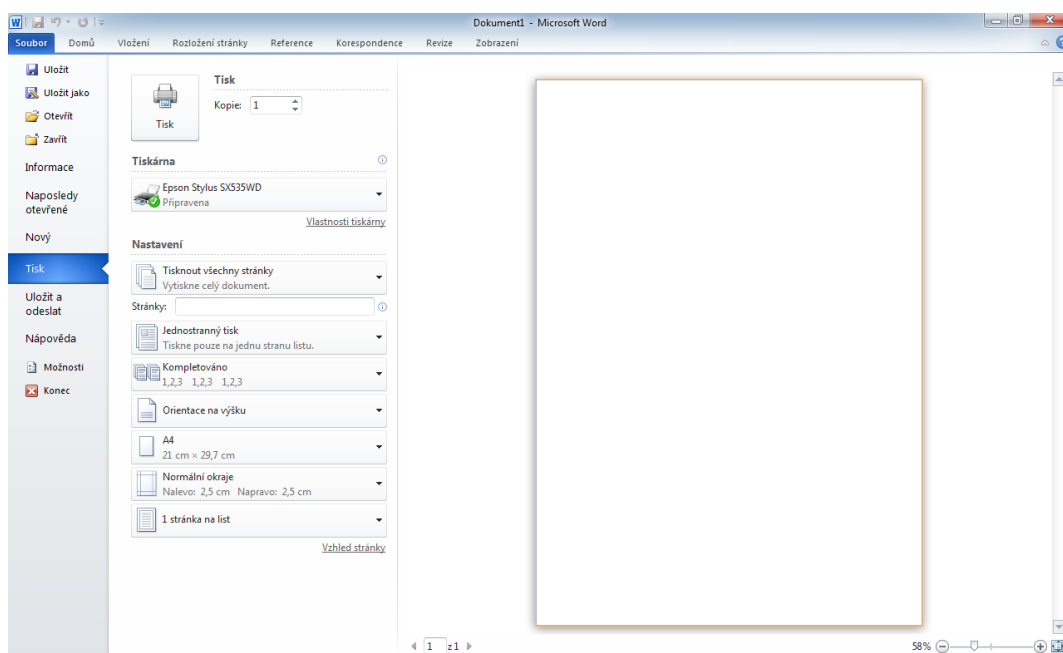 Dokument1 - Microsoft Word
Soubor Domů Vložení Rozložení stránky Reference Korespondence Revize Zobrazení
Uložit
Uložit jako
Otevřít
Zavřít
Informace
Naposledy
otevřené
Nový
Tisk
Uložit a
odeslat
Nápověda
Možnosti
Konec
Tisk
Tisk
Kopie: 1
Tiskárna
Epson Stylus SX535WD
Připravena
Vlastnosti tiskárny
Nastavení
Tisknout všechny stránky
Vytiskne celý dokument.
Stránky:
Jednostranný tisk
Tiskne pouze na jednu stranu listu.
Kompletováno
1,2,3 1,2,3 1,2,3
Orientace na výšku
A4
21 cm × 29,7 cm
Normální okraje
Nalevo: 2,5 cm Napravo: 2,5 cm
1 stránka na list
Vzhled stránky
1 z 1
58%